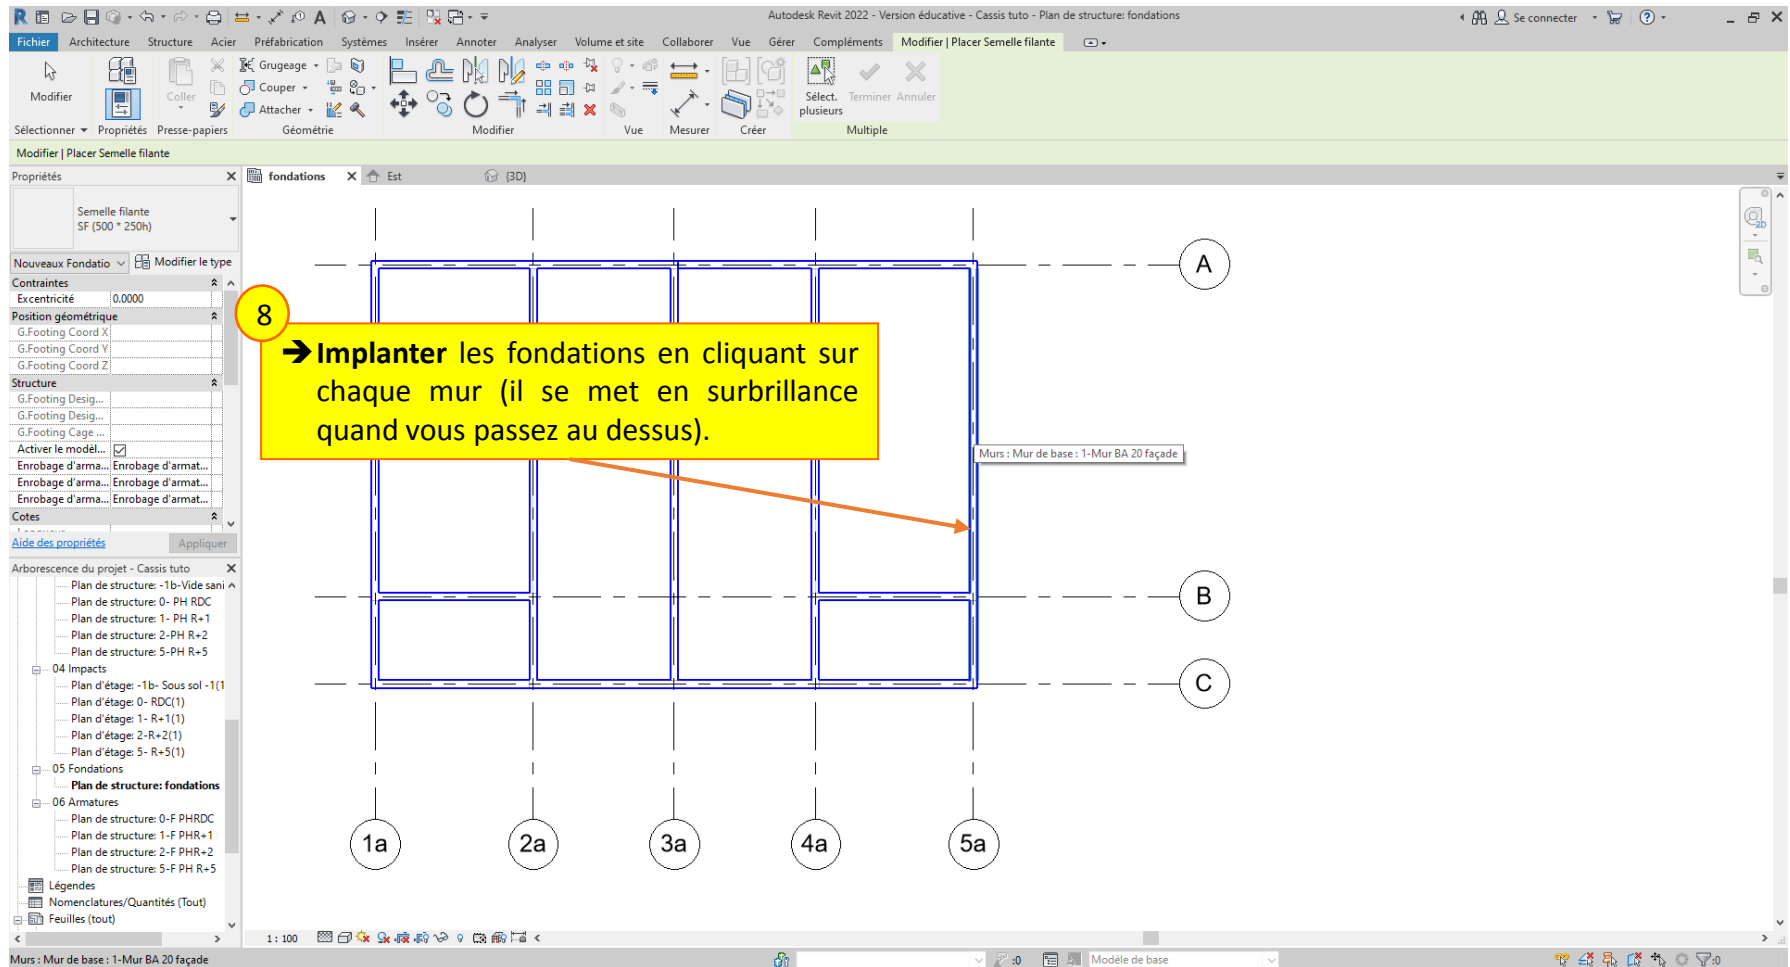 Autodesk Revit 2022 - Version éducative - Cassis tuto - Plan de structure: fondations
Se connecter
Fichier Architecture Structure Acier Préfabrication Systèmes Insérer Annoter Analyser Volume et site Collaborer Vue Gérer Compléments Modifier | Placer Semelle filante
Modifier
Coller
Grugeage
Couper
Attacher
Sélect. plusieurs
Terminer Annuler
Sélectionner Propriétés Presse-papiers Géométrie Modifier Vue Mesurer Créer Multiple
Modifier | Placer Semelle filante
Propriétés X
fondations X Est {3D}
Semelle filante
SF (500 * 250h)
Nouveaux Fondatio Modifier le type
Contraintes
Excentricité 0.0000
Position géométrique
G.Footing Coord X
G.Footing Coord Y
G.Footing Coord Z
Structure
G.Footing Desig...
G.Footing Desig...
G.Footing Cage ...
Activer le modèl...
Enrobage d'arma... Enrobage d'armat...
Enrobage d'arma... Enrobage d'armat...
Enrobage d'arma... Enrobage d'armat...
Cotes
Aide des propriétés Appliquer
Arborescence du projet - Cassis tuto X
Plan de structure: -1b-Vide sani
Plan de structure: 0- PH RDC
Plan de structure: 1- PH R+1
Plan de structure: 2-PH R+2
Plan de structure: 5-PH R+5
04 Impacts
Plan d'étage: -1b- Sous sol -1(1
Plan d'étage: 0- RDC(1)
Plan d'étage: 1- R+1(1)
Plan d'étage: 2-R+2(1)
Plan d'étage: 5- R+5(1)
05 Fondations
Plan de structure: fondations
06 Armatures
Plan de structure: 0-F PHRDC
Plan de structure: 1-F PHR+1
Plan de structure: 2-F PHR+2
Plan de structure: 5-F PH R+5
Légendes
Nomenclatures/Quantités (Tout)
Feuilles (tout)
8
➔ Implanter les fondations en cliquant sur
chaque mur (il se met en surbrillance
quand vous passez au dessus).
Murs : Mur de base : 1-Mur BA 20 façade
A
B
C
1a 2a 3a 4a 5a
1 : 100
Murs : Mur de base : 1-Mur BA 20 façade
:0
Modèle de base
:0